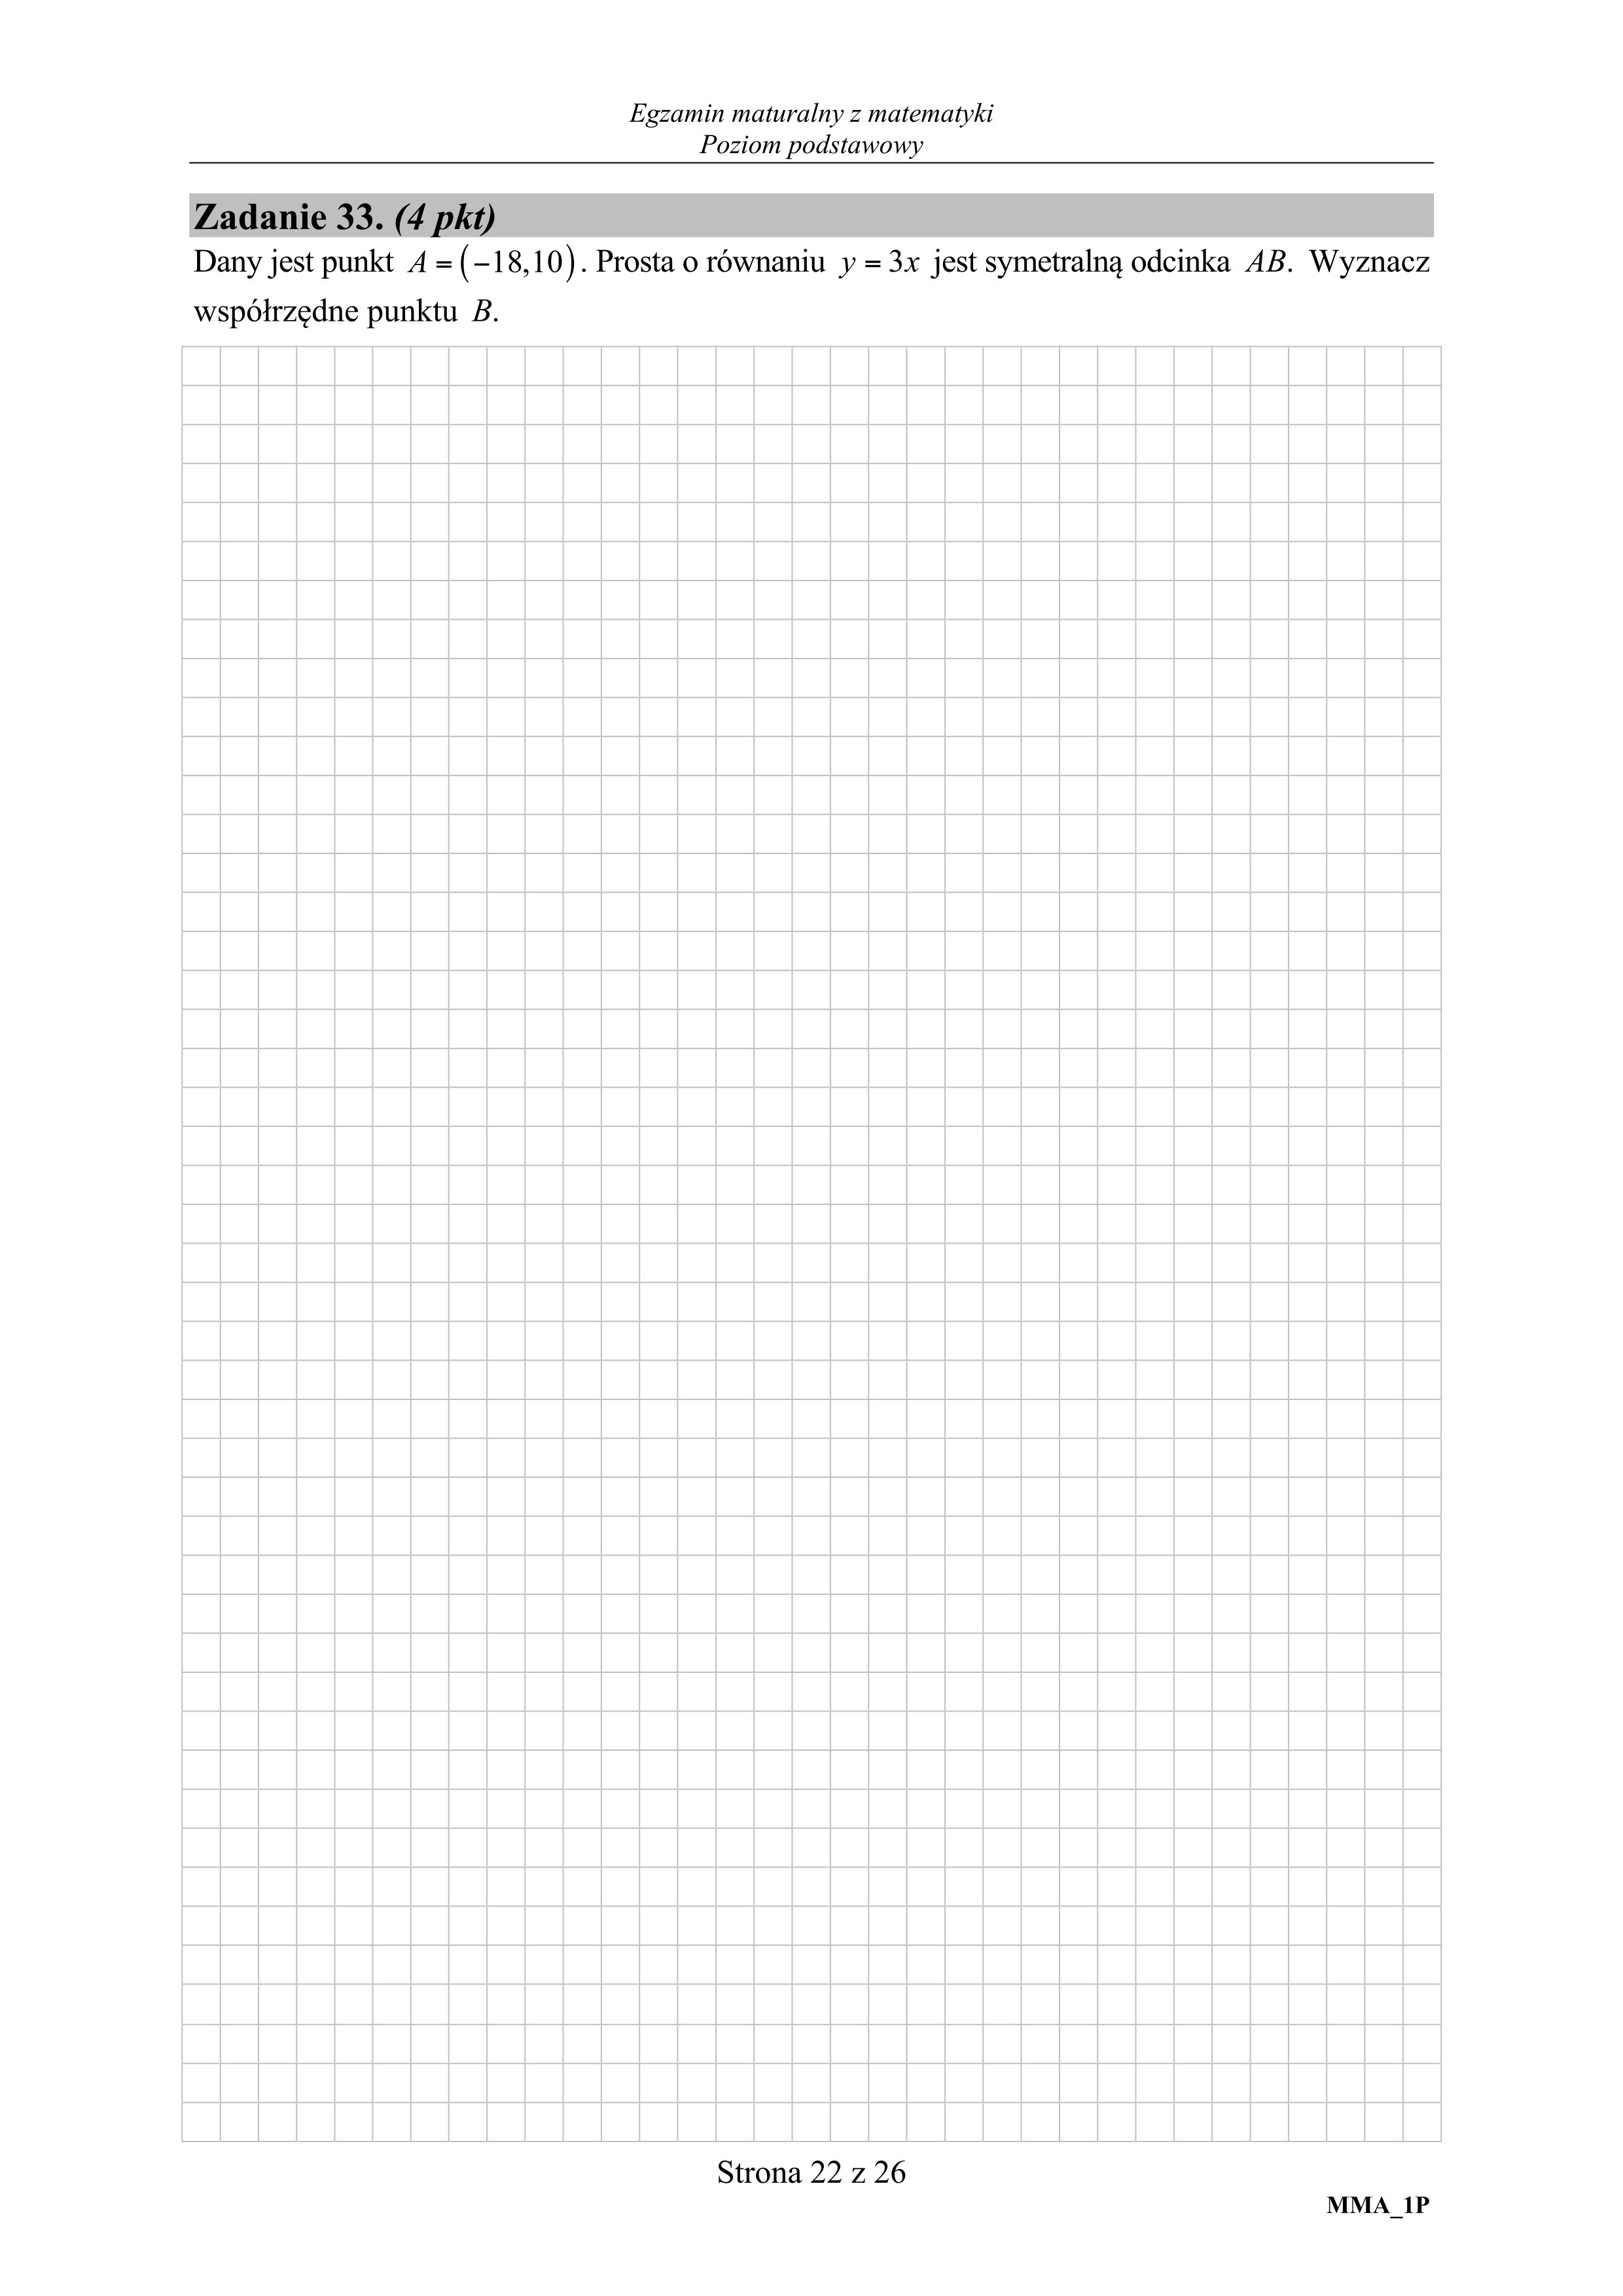 Egzamin maturalny z matematyki
Poziom podstawowy
Zadanie 33. (4 pkt)
Dany jest punkt A = (−18,10). Prosta o równaniu y = 3x jest symetralną odcinka AB. Wyznacz
współrzędne punktu B.
Strona 22 z 26
MMA_1P